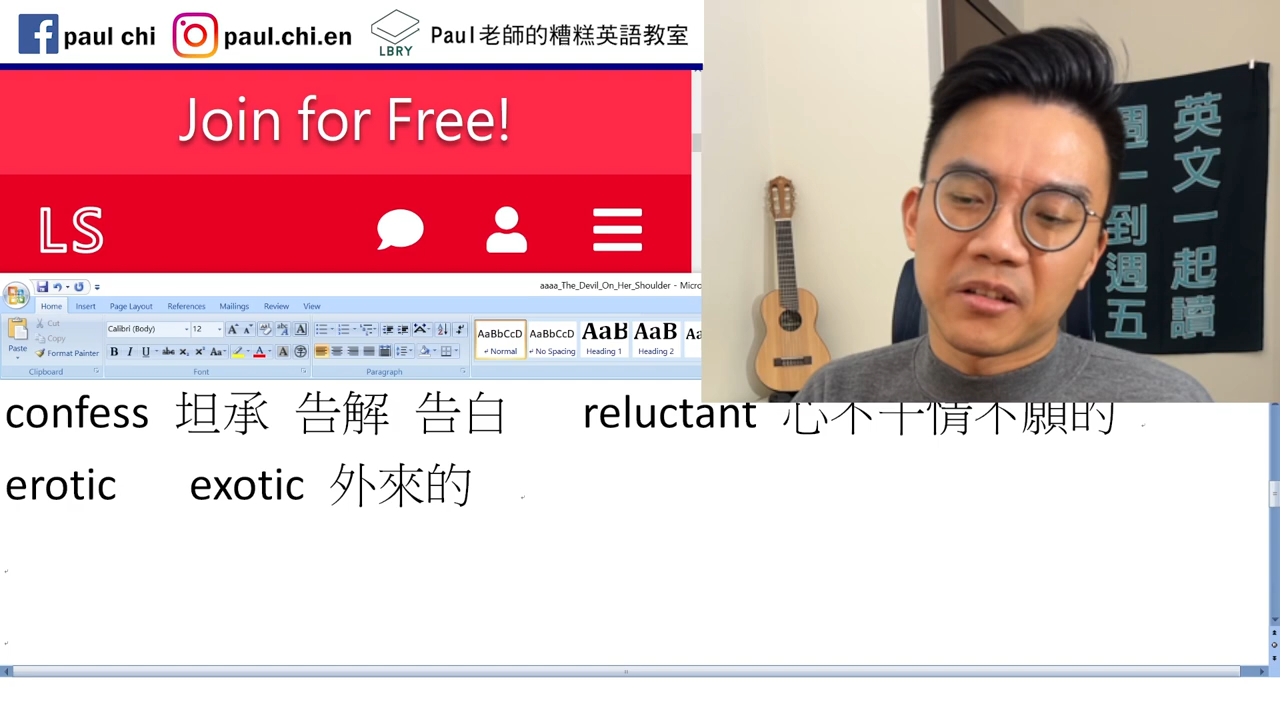 paul chi paul.chi.en LBRY Paul老師的糟糕英語教室
Join for Free!
LS
aaaa_The_Devil_On_Her_Shoulder - Micro
Home Insert Page Layout References Mailings Review View
Cut
Copy
Format Painter
Paste
Calibri (Body) 12
AaBbCcD AaBbCcD AaBb AaBb
Normal No Spacing Heading 1 Heading 2
Clipboard Font Paragraph
confess 坦承 告解 告白 reluctant 心不甘情不願的
erotic exotic 外來的
英文一起讀
週一到週五